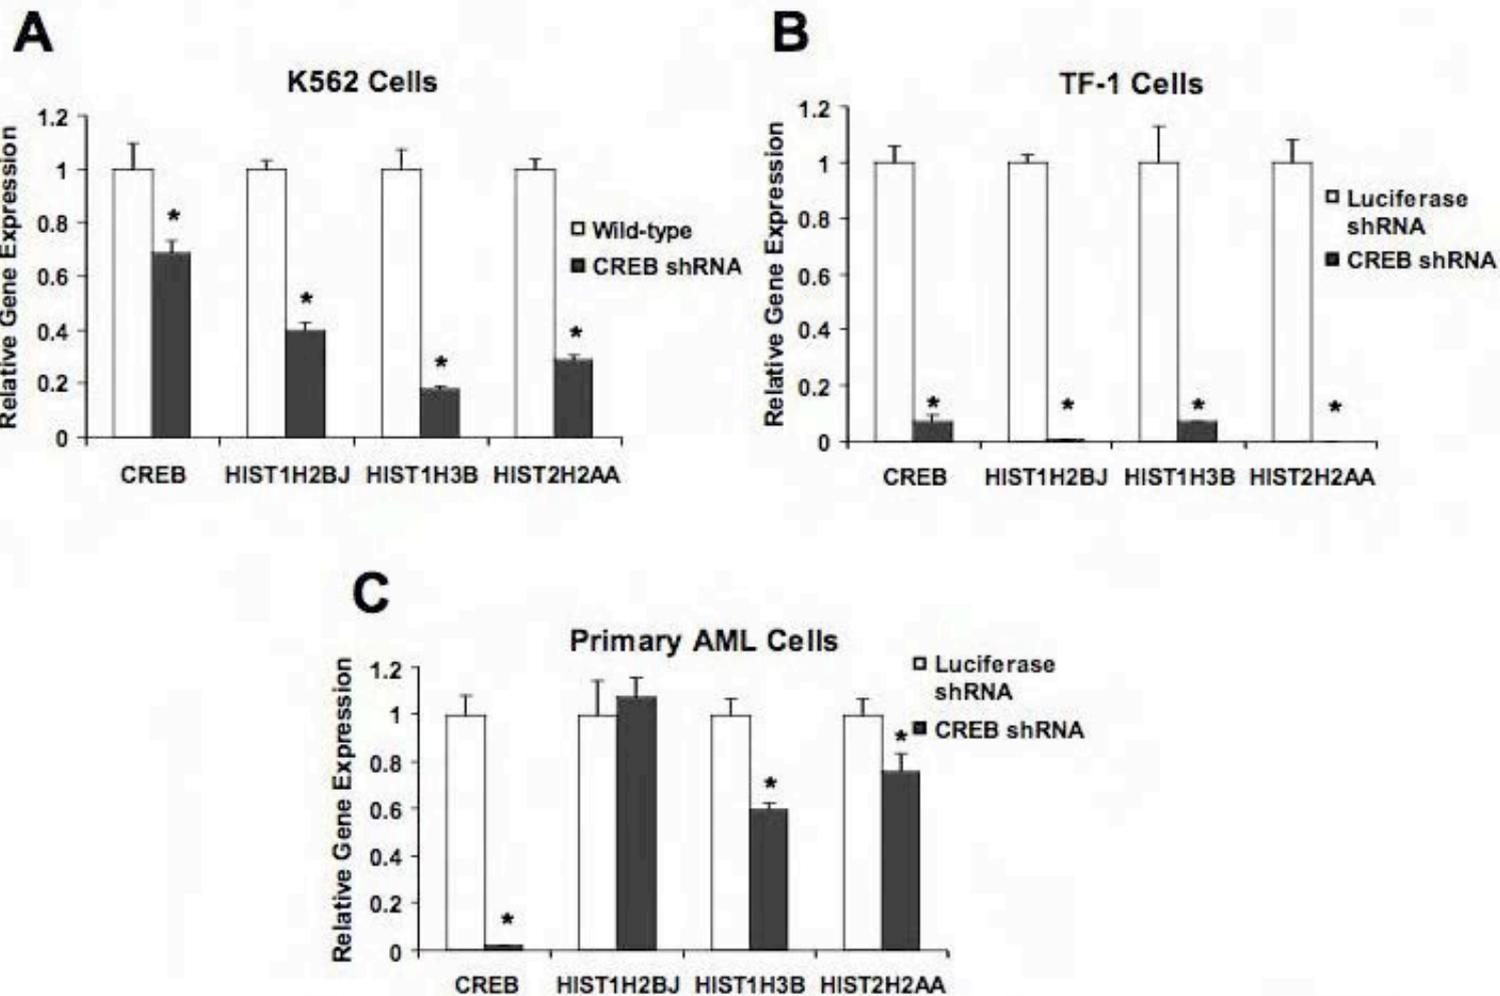 A
K562 Cells
Relative Gene Expression
1.2
1
0.8
0.6
0.4
0.2
0
*
*
*
*
Wild-type
CREB shRNA
CREB
HIST1H2BJ
HIST1H3B
HIST2H2AA
B
TF-1 Cells
Relative Gene Expression
1.2
1
0.8
0.6
0.4
0.2
0
*
*
*
*
Luciferase
shRNA
CREB shRNA
CREB
HIST1H2BJ
HIST1H3B
HIST2H2AA
C
Primary AML Cells
Relative Gene Expression
1.2
1
0.8
0.6
0.4
0.2
0
*
*
*
Luciferase
shRNA
CREB shRNA
CREB
HIST1H2BJ
HIST1H3B
HIST2H2AA